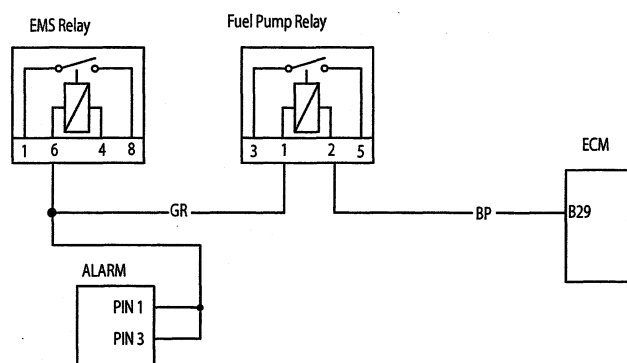 EMS Relay
Fuel Pump Relay
1 6 4 8
3 1 2 5
ECM
GR
BP
B29
ALARM
PIN 1
PIN 3